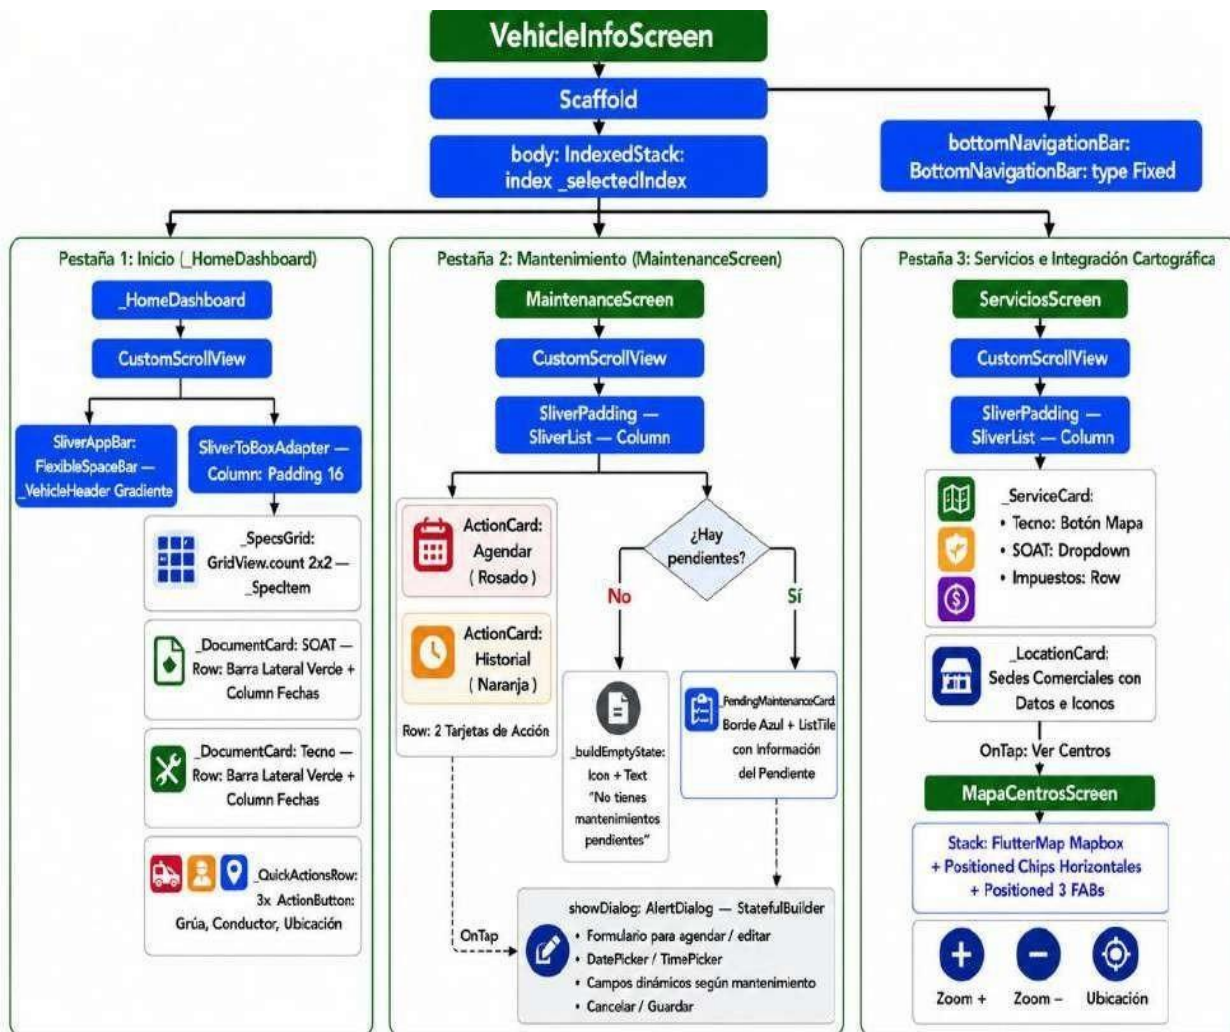 VehicleInfoScreen
Scaffold
body: IndexedStack:
index _selectedIndex
bottomNavigationBar:
BottomNavigationBar: type Fixed
Pestaña 1: Inicio (_HomeDashboard)
_HomeDashboard
CustomScrollView
SliverAppBar:
FlexibleSpaceBar —
_VehicleHeader Gradiente
SliverToBoxAdapter —
Column: Padding 16
_SpecsGrid:
GridView.count 2x2 —
_SpecItem
_DocumentCard: SOAT —
Row: Barra Lateral Verde +
Column Fechas
_DocumentCard: Tecno —
Row: Barra Lateral Verde +
Column Fechas
_QuickActionsRow:
3x ActionButton:
Grúa, Conductor, Ubicación
Pestaña 2: Mantenimiento (MaintenanceScreen)
MaintenanceScreen
CustomScrollView
SliverPadding —
SliverList — Column
ActionCard:
Agendar
( Rosado )
ActionCard:
Historial
( Naranja )
Row: 2 Tarjetas de Acción
¿Hay
pendientes?
No
Sí
_buildEmptyState:
Icon + Text
"No tienes
mantenimientos
pendientes"
_PendingMaintenanceCard:
Borde Azul + ListTile
con Información
del Pendiente
OnTap
showDialog: AlertDialog — StatefulBuilder
• Formulario para agendar / editar
• DatePicker / TimePicker
• Campos dinámicos según mantenimiento
• Cancelar / Guardar
Pestaña 3: Servicios e Integración Cartográfica
ServiciosScreen
CustomScrollView
SliverPadding —
SliverList — Column
_ServiceCard:
• Tecno: Botón Mapa
• SOAT: Dropdown
• Impuestos: Row
_LocationCard:
Sedes Comerciales con
Datos e Iconos
OnTap: Ver Centros
MapaCentrosScreen
Stack: FlutterMap Mapbox
+ Positioned Chips Horizontales
+ Positioned 3 FABs
Zoom +
Zoom −
Ubicación